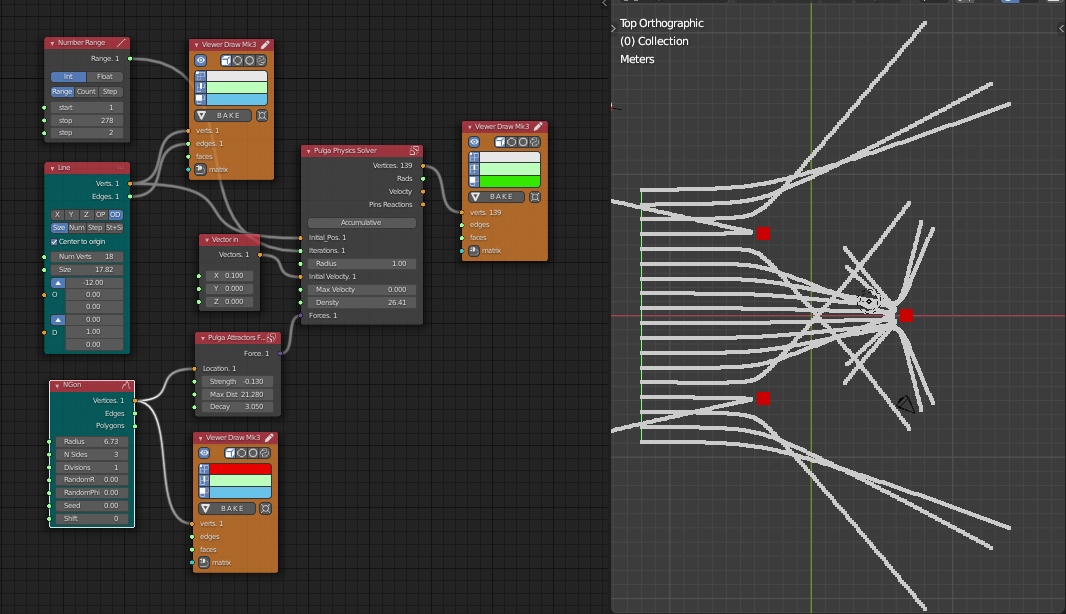 Number Range
Range. 1
Int Float
Range Count Step
start 1
stop 278
step 2
Line
Verts. 1
Edges. 1
X Y Z OP OD
Size Num Step St+Si
Center to origin
Num Verts 18
Size 17.82
-12.00
O 0.00
0.00
0.00
D 1.00
0.00
NGon
Vertices. 1
Edges
Polygons
Radius 6.73
N Sides 3
Divisions 1
RandomR 0.00
RandomPhi 0.00
Seed 0.00
Shift 0
Viewer Draw Mk3
BAKE
verts. 1
edges. 1
faces
matrix
Vector in
Vectors. 1
X 0.100
Y 0.000
Z 0.000
Pulga Attractors F...
Force. 1
Location. 1
Strength -0.130
Max Dist 21.280
Decay 3.050
Viewer Draw Mk3
BAKE
verts. 1
edges
faces
matrix
Pulga Physics Solver
Vertices. 139
Rads
Velocity
Pins Reactions
Accumulative
Initial_Pos. 1
Iterations. 1
Radius 1.00
Initial Velocity. 1
Max Velocity 0.000
Density 26.41
Forces. 1
Viewer Draw Mk3
BAKE
verts. 139
edges
faces
matrix
Top Orthographic
(0) Collection
Meters